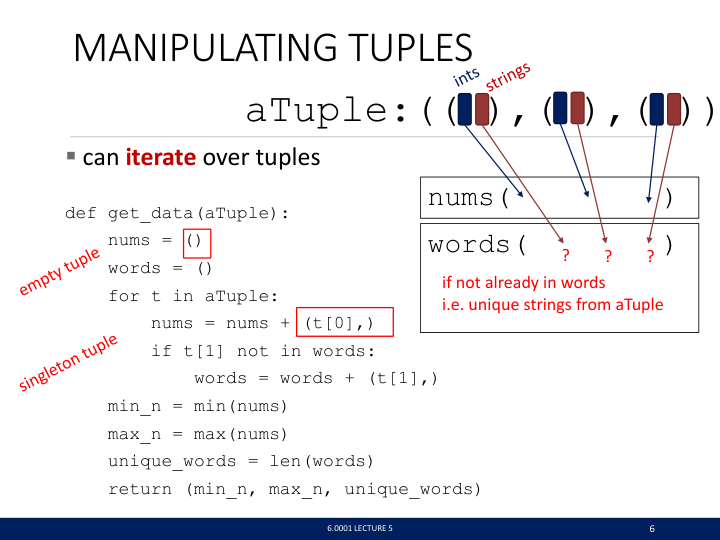 MANIPULATING TUPLES
ints strings
aTuple:((  ),(  ),(  ))
▪ can iterate over tuples
nums(          )
words(  ?  ?  ?  )
if not already in words
i.e. unique strings from aTuple
def get_data(aTuple):
    nums = ()
empty tuple
    words = ()
    for t in aTuple:
        nums = nums + (t[0],)
singleton tuple
        if t[1] not in words:
            words = words + (t[1],)
    min_n = min(nums)
    max_n = max(nums)
    unique_words = len(words)
    return (min_n, max_n, unique_words)
6.0001 LECTURE 5
6